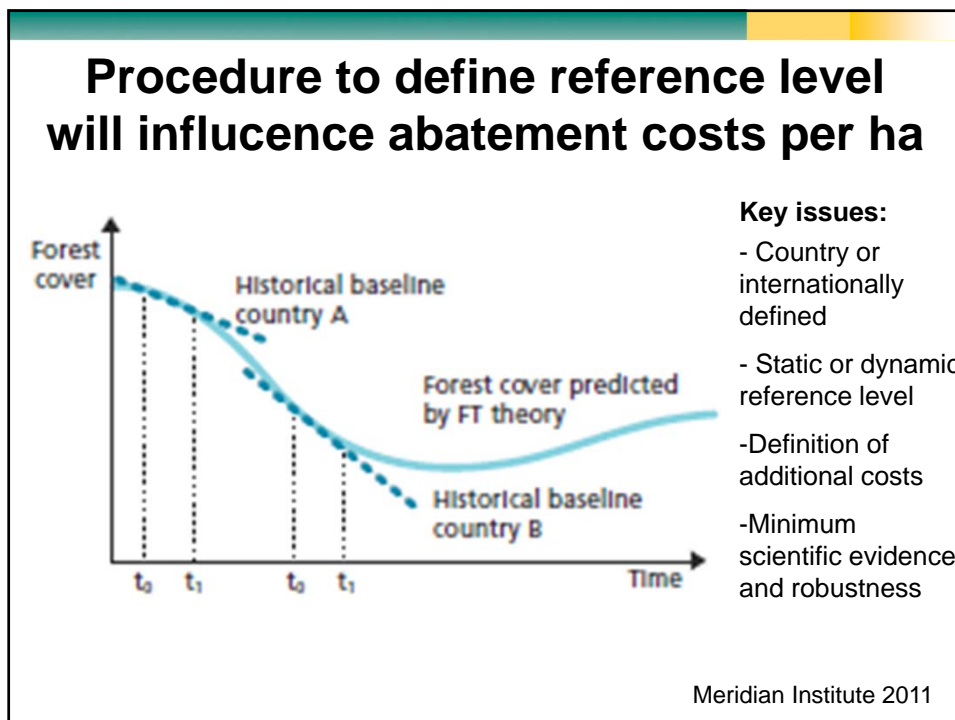 Procedure to define reference level
will influcence abatement costs per ha
Forest
cover
Historical baseline
country A
Forest cover predicted
by FT theory
Historical baseline
country B
t₀
t₁
t₀
t₁
Time
Key issues:
- Country or
internationally
defined
- Static or dynamic
reference level
-Definition of
additional costs
-Minimum
scientific evidence
and robustness
Meridian Institute 2011